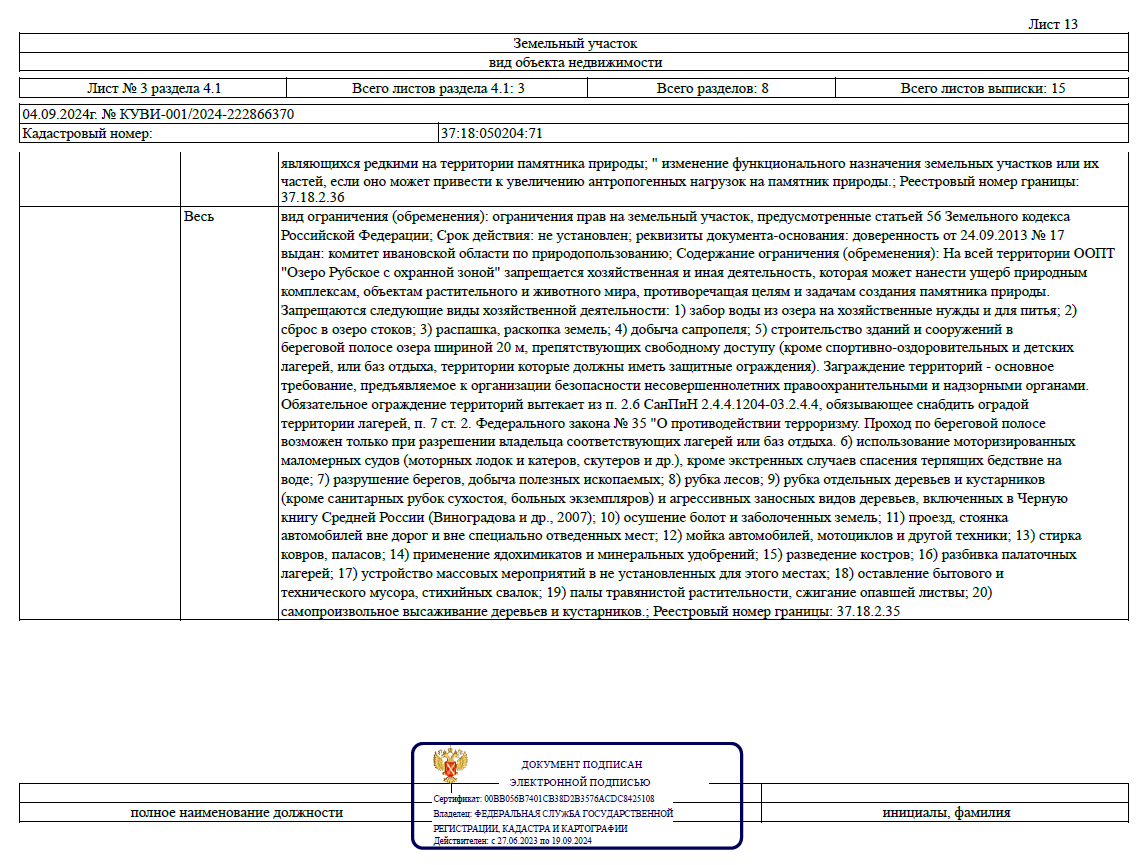 Лист 13
Земельный участок
вид объекта недвижимости
Лист № 3 раздела 4.1
Всего листов раздела 4.1: 3
Всего разделов: 8
Всего листов выписки: 15
04.09.2024г. № КУВИ-001/2024-222866370
Кадастровый номер:
37:18:050204:71
являющихся редкими на территории памятника природы; " изменение функционального назначения земельных участков или их
частей, если оно может привести к увеличению антропогенных нагрузок на памятник природы.; Реестровый номер границы:
37.18.2.36
Весь
вид ограничения (обременения): ограничения прав на земельный участок, предусмотренные статьей 56 Земельного кодекса
Российской Федерации; Срок действия: не установлен; реквизиты документа-основания: доверенность от 24.09.2013 № 17
выдан: комитет ивановской области по природопользованию; Содержание ограничения (обременения): На всей территории ООПТ
"Озеро Рубское с охранной зоной" запрещается хозяйственная и иная деятельность, которая может нанести ущерб природным
комплексам, объектам растительного и животного мира, противоречащая целям и задачам создания памятника природы.
Запрещаются следующие виды хозяйственной деятельности: 1) забор воды из озера на хозяйственные нужды и для питья; 2)
сброс в озеро стоков; 3) распашка, раскопка земель; 4) добыча сапропеля; 5) строительство зданий и сооружений в
береговой полосе озера шириной 20 м, препятствующих свободному доступу (кроме спортивно-оздоровительных и детских
лагерей, или баз отдыха, территории которые должны иметь защитные ограждения). Заграждение территорий - основное
требование, предъявляемое к организации безопасности несовершеннолетних правоохранительными и надзорными органами.
Обязательное ограждение территорий вытекает из п. 2.6 СанПиН 2.4.4.1204-03.2.4.4, обязывающее снабдить оградой
территории лагерей, п. 7 ст. 2. Федерального закона № 35 "О противодействии терроризму. Проход по береговой полосе
возможен только при разрешении владельца соответствующих лагерей или баз отдыха. 6) использование моторизированных
маломерных судов (моторных лодок и катеров, скутеров и др.), кроме экстренных случаев спасения терпящих бедствие на
воде; 7) разрушение берегов, добыча полезных ископаемых; 8) рубка лесов; 9) рубка отдельных деревьев и кустарников
(кроме санитарных рубок сухостоя, больных экземпляров) и агрессивных заносных видов деревьев, включенных в Черную
книгу Средней России (Виноградова и др., 2007); 10) осушение болот и заболоченных земель; 11) проезд, стоянка
автомобилей вне дорог и вне специально отведенных мест; 12) мойка автомобилей, мотоциклов и другой техники; 13) стирка
ковров, паласов; 14) применение ядохимикатов и минеральных удобрений; 15) разведение костров; 16) разбивка палаточных
лагерей; 17) устройство массовых мероприятий в не установленных для этого местах; 18) оставление бытового и
технического мусора, стихийных свалок; 19) палы травянистой растительности, сжигание опавшей листвы; 20)
самопроизвольное высаживание деревьев и кустарников.; Реестровый номер границы: 37.18.2.35
ДОКУМЕНТ ПОДПИСАН
ЭЛЕКТРОННОЙ ПОДПИСЬЮ
Сертификат: 00BB056B7401CB38D2B3576ACDC8425108
Владелец: ФЕДЕРАЛЬНАЯ СЛУЖБА ГОСУДАРСТВЕННОЙ
РЕГИСТРАЦИИ, КАДАСТРА И КАРТОГРАФИИ
Действителен: с 27.06.2023 по 19.09.2024
полное наименование должности
инициалы, фамилия